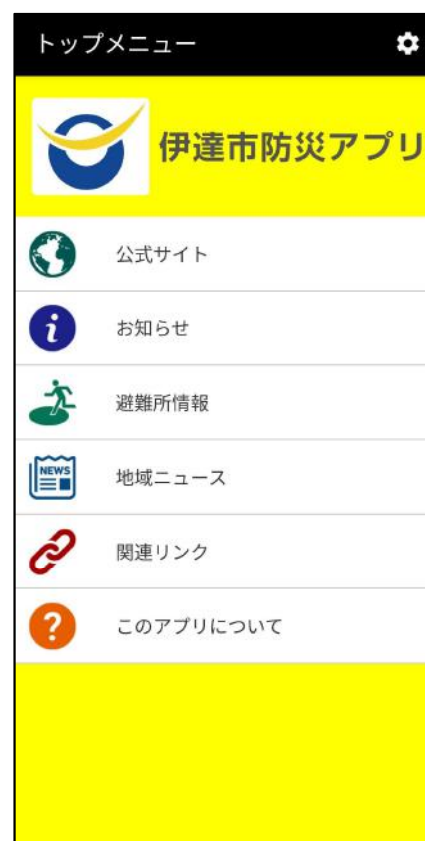 トップメニュー
伊達市防災アプリ
公式サイト
お知らせ
避難所情報
NEWS
地域ニュース
関連リンク
このアプリについて